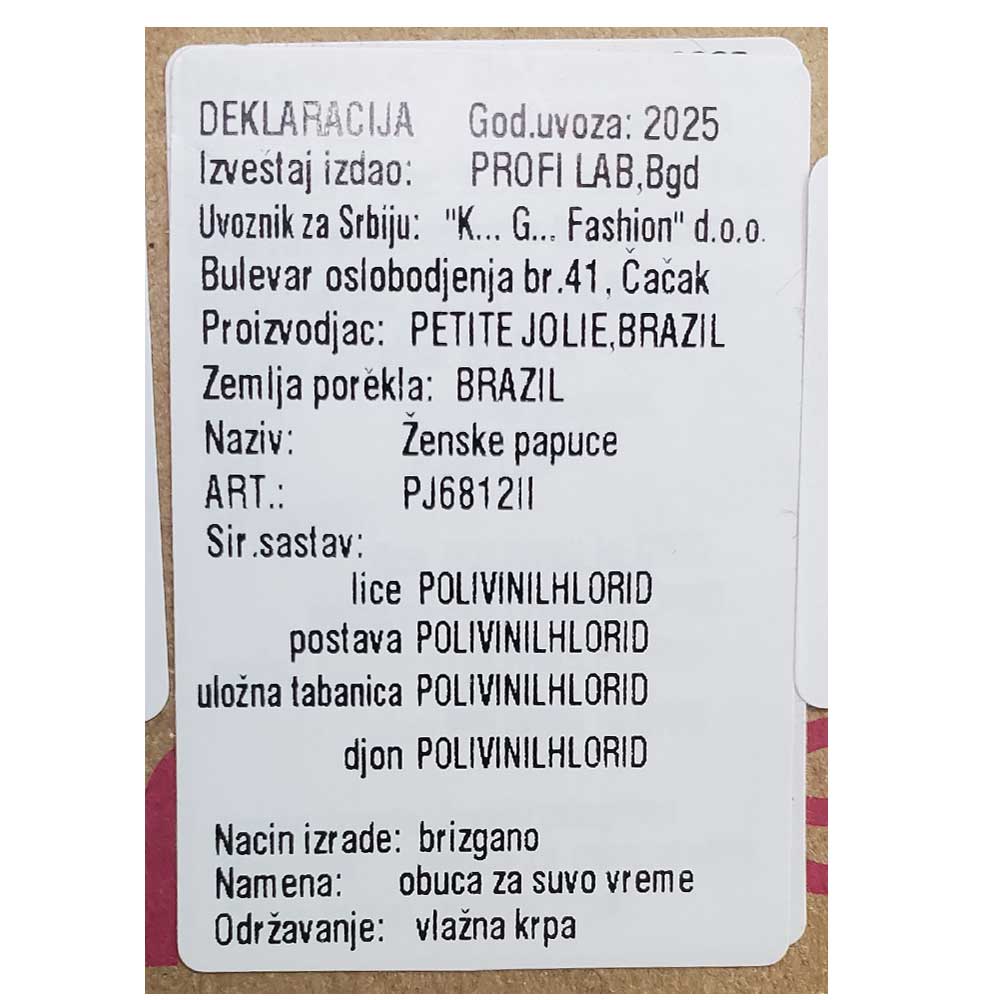 DEKLARACIJA God.uvoza: 2025
Izveštaj izdao: PROFI LAB,Bgd
Uvoznik za Srbiju: "K... G... Fashion" d.o.o.
Bulevar oslobodjenja br.41, Čačak
Proizvodjac: PETITE JOLIE,BRAZIL
Zemlja porěkla: BRAZIL
Naziv: Ženske papuce
ART.: PJ6812II
Sir.sastav:
lice POLIVINILHLORID
postava POLIVINILHLORID
uložna tabanica POLIVINILHLORID
djon POLIVINILHLORID
Nacin izrade: brizgano
Namena: obuca za suvo vreme
Održavanje: vlažna krpa